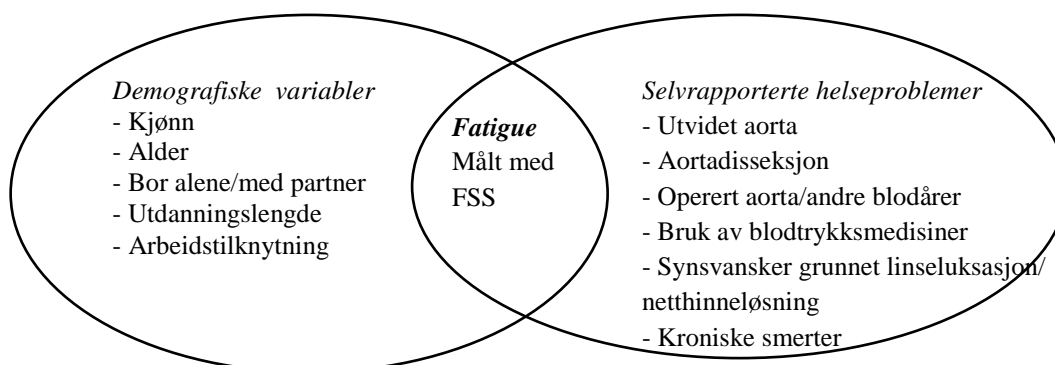 Demografiske variabler
- Kjønn
- Alder
- Bor alene/med partner
- Utdanningslengde
- Arbeidstilknytning
Fatigue
Målt med
FSS
Selvrapporterte helseproblemer
- Utvidet aorta
- Aortadisseksjon
- Operert aorta/andre blodårer
- Bruk av blodtrykksmedisiner
- Synsvansker grunnet linseluksasjon/
netthinneløsning
- Kroniske smerter